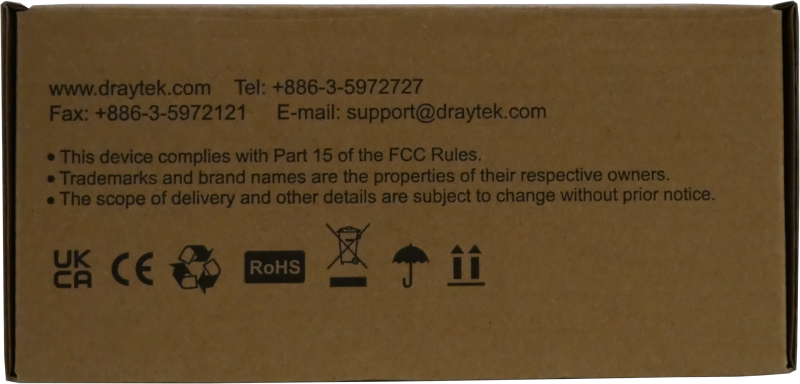 www.draytek.com Tel: +886-3-5972727
Fax: +886-3-5972121 E-mail: support@draytek.com
• This device complies with Part 15 of the FCC Rules.
• Trademarks and brand names are the properties of their respective owners.
• The scope of delivery and other details are subject to change without prior notice.
UK
CA CE RoHS